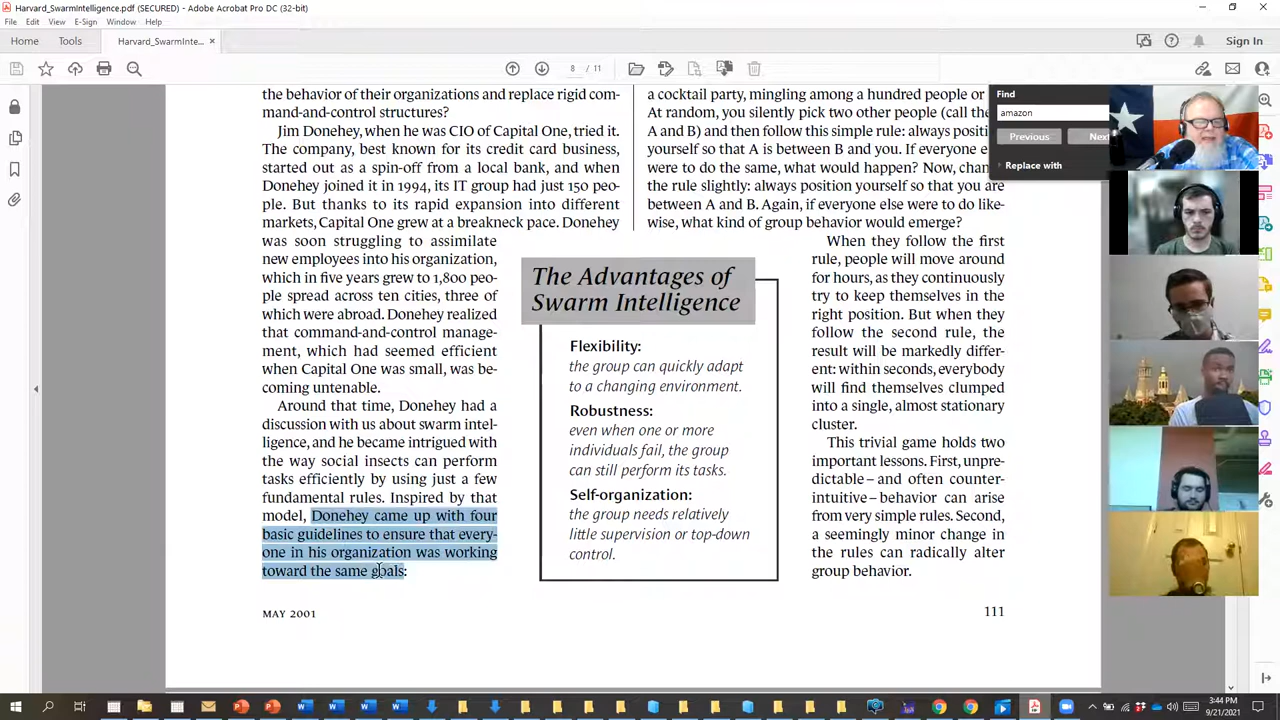 Harvard_SwarmIntelligence.pdf (SECURED) - Adobe Acrobat Pro DC (32-bit)
File Edit View E-Sign Window Help
Home Tools Harvard_SwarmInte... × Sign In
8 / 11
Find
amazon
Previous Next
Replace with
the behavior of their organizations and replace rigid com-
mand-and-control structures?
Jim Donehey, when he was CIO of Capital One, tried it.
The company, best known for its credit card business,
started out as a spin-off from a local bank, and when
Donehey joined it in 1994, its IT group had just 150 peo-
ple. But thanks to its rapid expansion into different
markets, Capital One grew at a breakneck pace. Donehey
was soon struggling to assimilate
new employees into his organization,
which in five years grew to 1,800 peo-
ple spread across ten cities, three of
which were abroad. Donehey realized
that command-and-control manage-
ment, which had seemed efficient
when Capital One was small, was be-
coming untenable.
Around that time, Donehey had a
discussion with us about swarm intel-
ligence, and he became intrigued with
the way social insects can perform
tasks efficiently by using just a few
fundamental rules. Inspired by that
model, Donehey came up with four
basic guidelines to ensure that every-
one in his organization was working
toward the same goals:
The Advantages of
Swarm Intelligence
Flexibility:
the group can quickly adapt
to a changing environment.
Robustness:
even when one or more
individuals fail, the group
can still perform its tasks.
Self-organization:
the group needs relatively
little supervision or top-down
control.
a cocktail party, mingling among a hundred people or
At random, you silently pick two other people (call the
A and B) and then follow this simple rule: always positi
yourself so that A is between B and you. If everyone e
were to do the same, what would happen? Now, chan
the rule slightly: always position yourself so that you are
between A and B. Again, if everyone else were to do like-
wise, what kind of group behavior would emerge?
When they follow the first
rule, people will move around
for hours, as they continuously
try to keep themselves in the
right position. But when they
follow the second rule, the
result will be markedly differ-
ent: within seconds, everybody
will find themselves clumped
into a single, almost stationary
cluster.
This trivial game holds two
important lessons. First, unpre-
dictable – and often counter-
intuitive – behavior can arise
from very simple rules. Second,
a seemingly minor change in
the rules can radically alter
group behavior.
MAY 2001
111
3:44 PM
9/21/2021